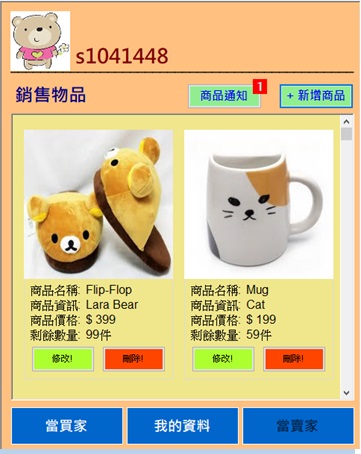 s1041448
銷售物品
商品通知 1
+ 新增商品
商品名稱: Flip-Flop
商品資訊: Lara Bear
商品價格: $ 399
剩餘數量: 99件
修改!
刪除!
商品名稱: Mug
商品資訊: Cat
商品價格: $ 199
剩餘數量: 59件
修改!
刪除!
當買家
我的資料
當賣家